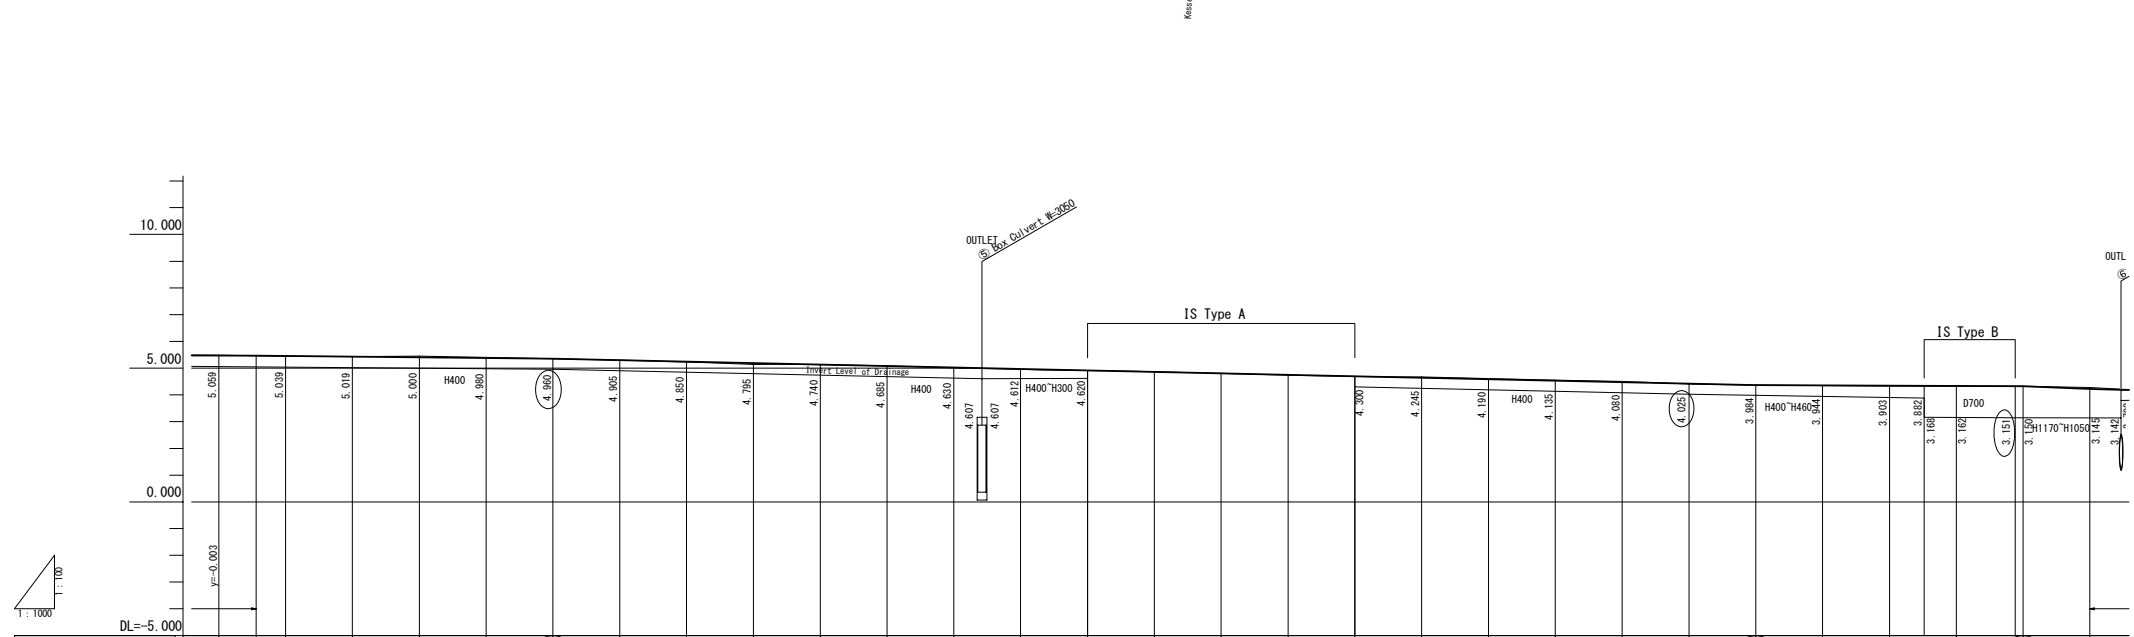 Kess
10.000
OUTLET
⑤ Box Culvert W=3050
OUTL
⑥
IS Type A
IS Type B
5.000
Invert Level of Drainage
5.059
5.039
5.019
5.000
H400
4.980
4.960
4.905
4.850
4.795
4.740
4.685
H400
4.630
4.607
4.607
4.612
H400~H300
4.620
4.300
4.245
4.190
H400
4.135
4.080
4.025
3.984
H400~H460
3.944
3.903
3.882
3.168
D700
3.162
3.151
3.150
H1170~H1050
3.145
3.142
0.000
y=-0.003
1 : 100
1 : 1000
DL=-5.000